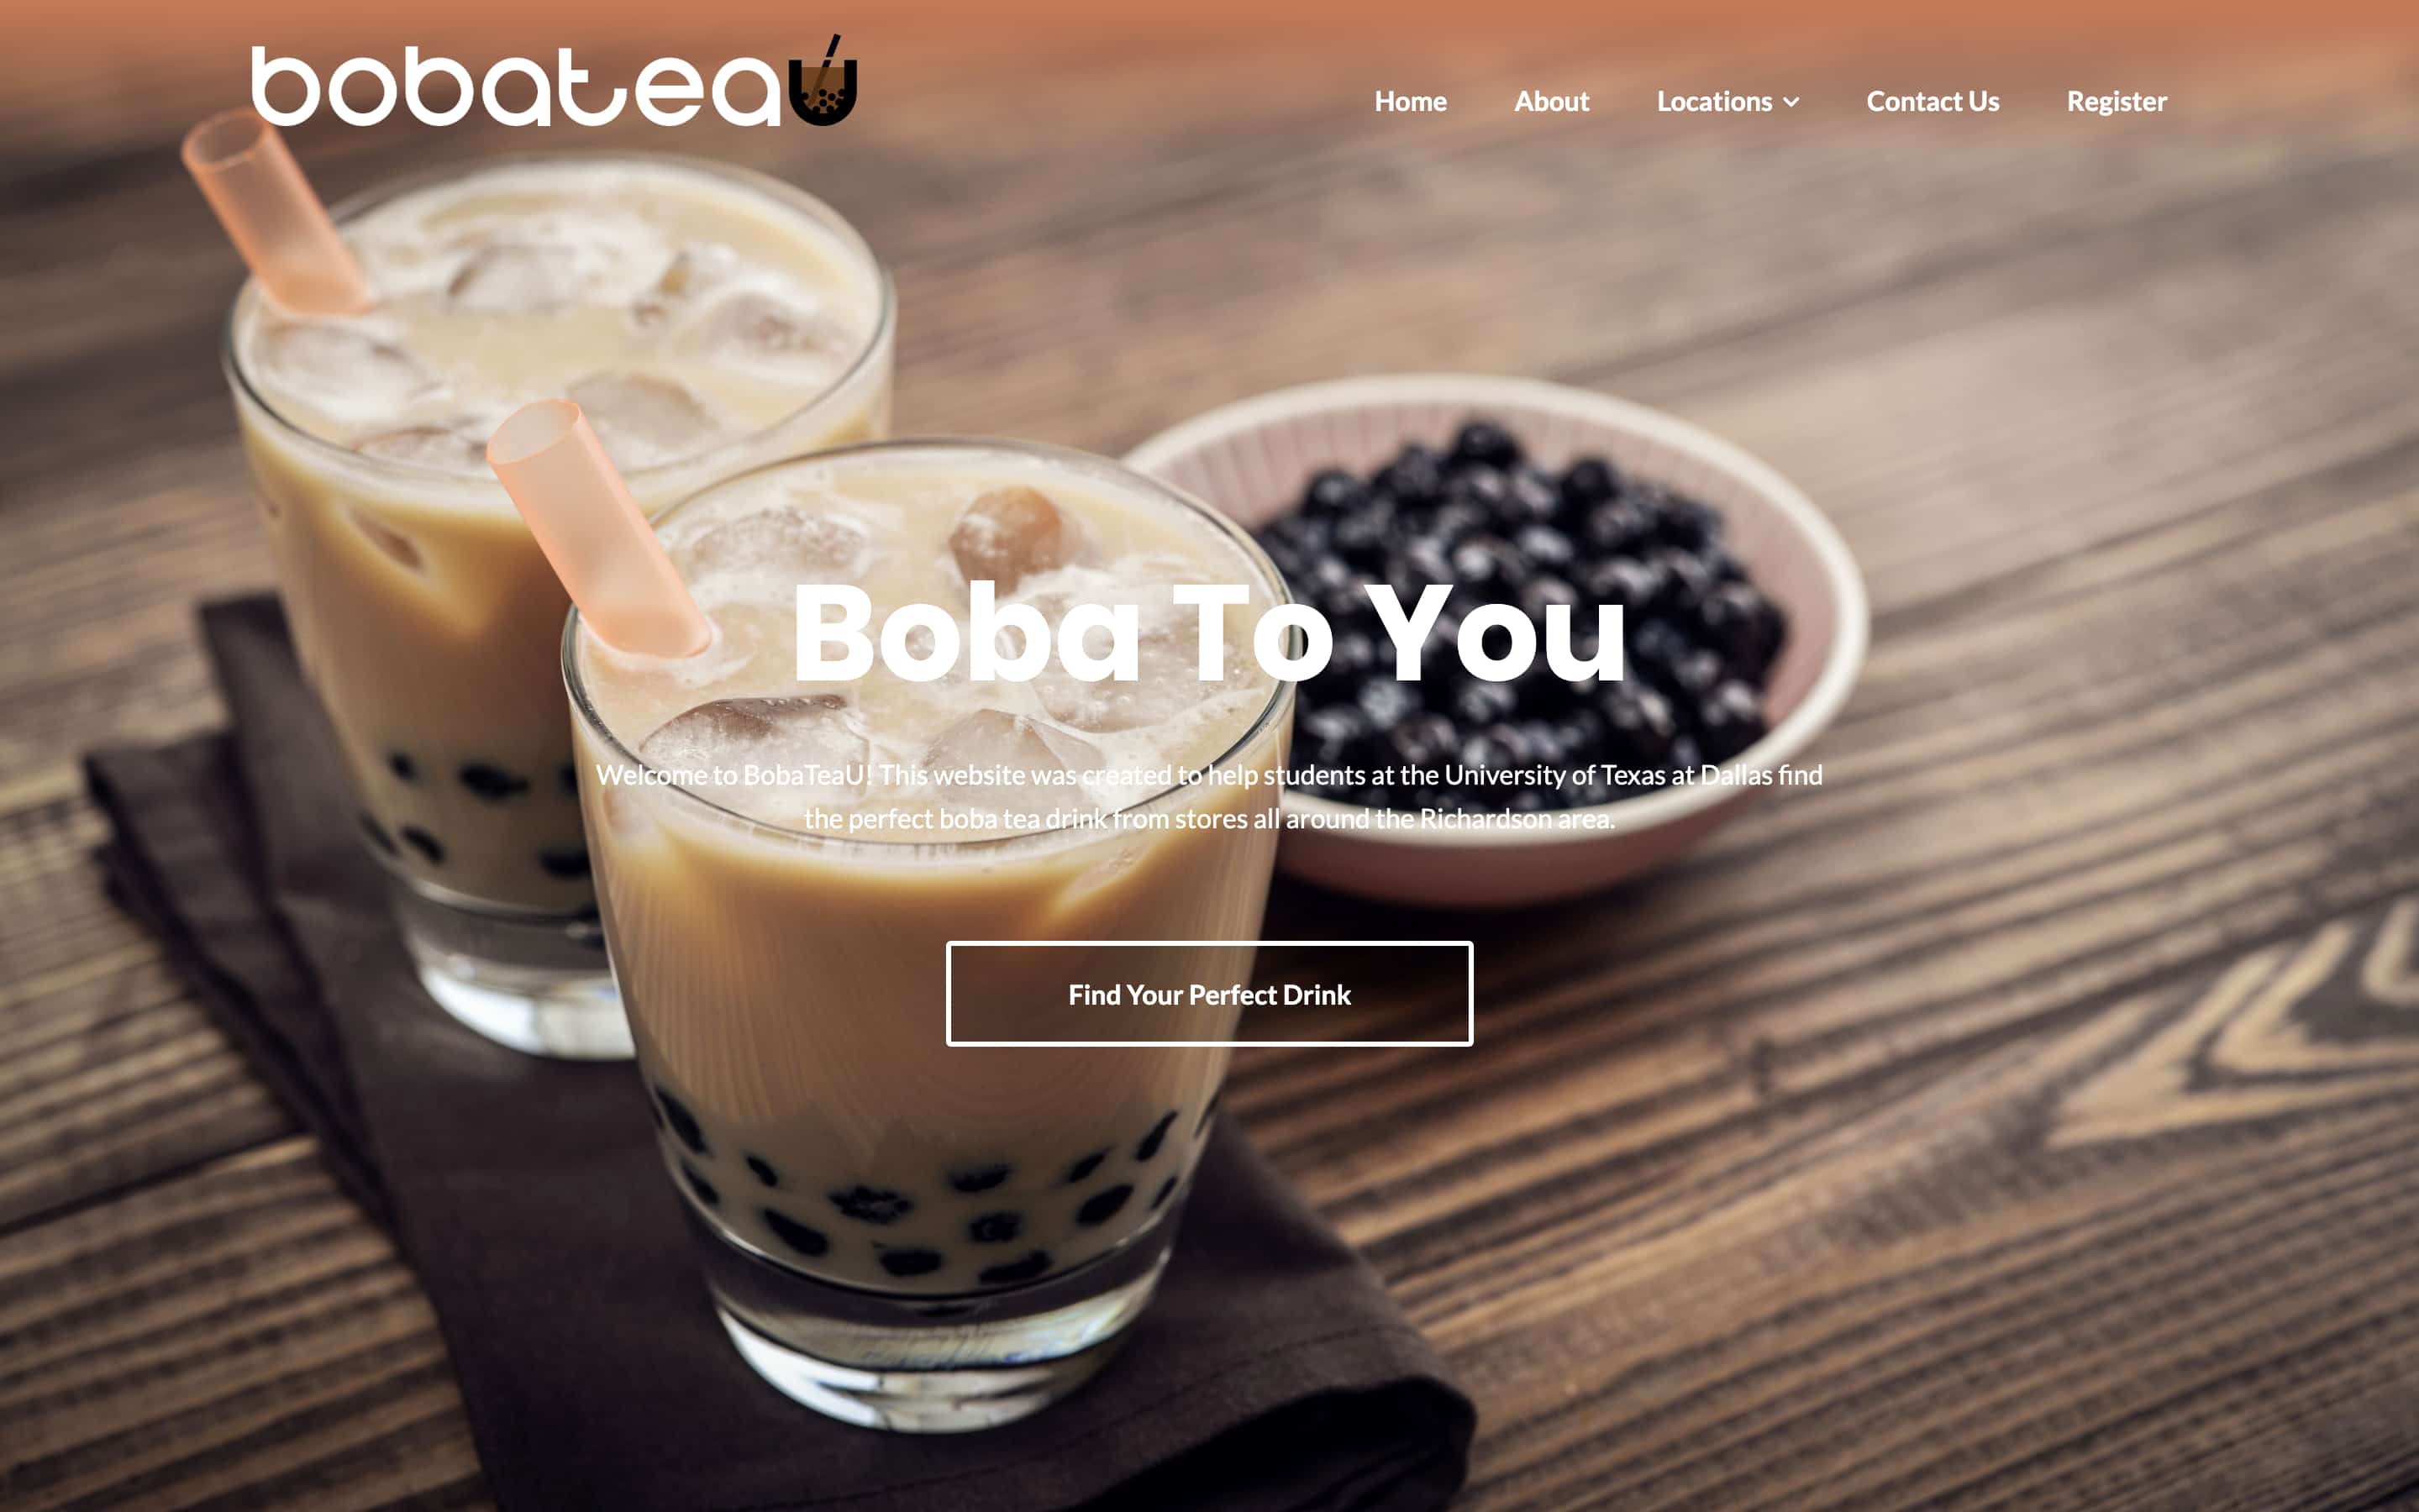 bobateaU
Home About Locations Contact Us Register
Boba To You
Welcome to BobaTeaU! This website was created to help students at the University of Texas at Dallas find
the perfect boba tea drink from stores all around the Richardson area.
Find Your Perfect Drink